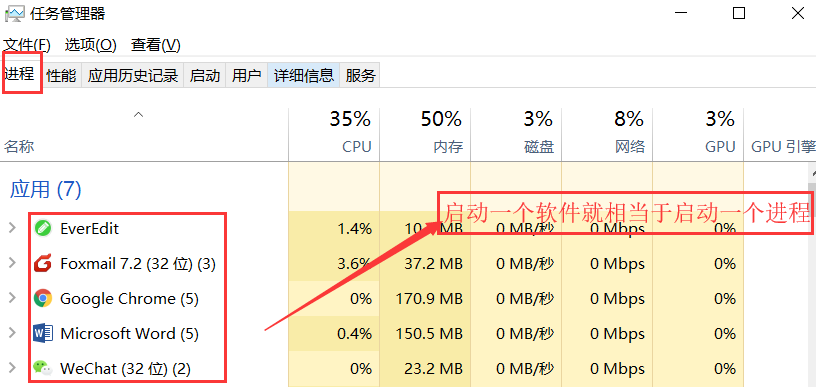 任务管理器
文件(F) 选项(O) 查看(V)
进程 性能 应用历史记录 启动 用户 详细信息 服务
35% 50% 3% 8% 3%
名称 CPU 内存 磁盘 网络 GPU GPU 引擎
应用 (7)
启动一个软件就相当于启动一个进程
EverEdit 1.4% MB 0 MB/秒 0 Mbps 0%
Foxmail 7.2 (32 位) (3) 3.6% 37.2 MB 0 MB/秒 0 Mbps 0%
Google Chrome (5) 0% 170.9 MB 0 MB/秒 0 Mbps 0%
Microsoft Word (5) 0.4% 150.5 MB 0 MB/秒 0 Mbps 0%
WeChat (32 位) (2) 0% 23.2 MB 0 MB/秒 0 Mbps 0%